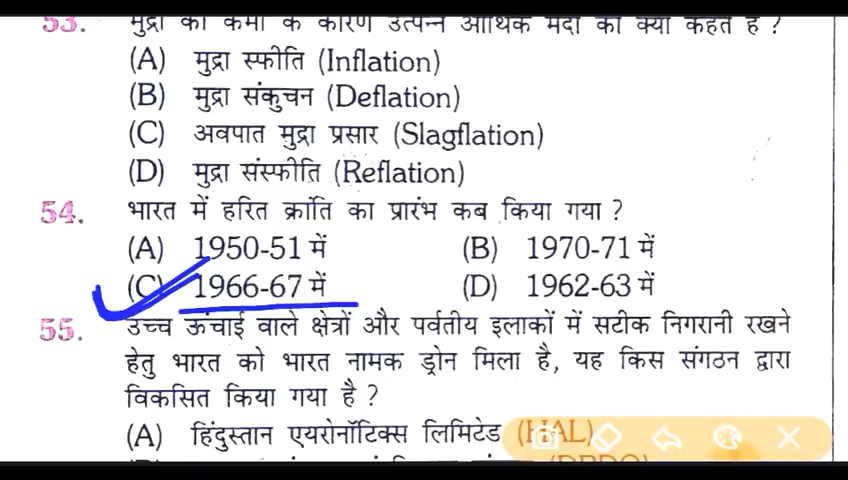 53. मुद्रा की कमी के कारण उत्पन्न आर्थिक मंदी को क्या कहते हैं ?
(A) मुद्रा स्फीति (Inflation)
(B) मुद्रा संकुचन (Deflation)
(C) अवपात मुद्रा प्रसार (Slagflation)
(D) मुद्रा संस्फीति (Reflation)
54. भारत में हरित क्रांति का प्रारंभ कब किया गया ?
(A) 1950-51 में (B) 1970-71 में
(C) 1966-67 में (D) 1962-63 में
55. उच्च ऊंचाई वाले क्षेत्रों और पर्वतीय इलाकों में सटीक निगरानी रखने
हेतु भारत को भारत नामक ड्रोन मिला है, यह किस संगठन द्वारा
विकसित किया गया है ?
(A) हिंदुस्तान एयरोनॉटिक्स लिमिटेड (HAL)